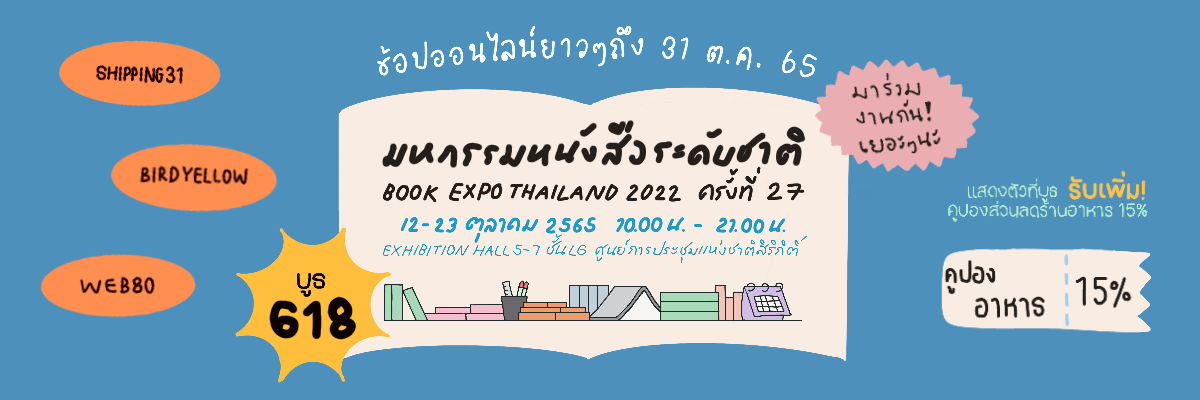 ช้อปออนไลน์ยาวๆถึง 31 ต.ค. 65
SHIPPING31
BIRDYELLOW
WEB80
บูธ
618
มหกรรมหนังสือระดับชาติ
BOOK EXPO THAILAND 2022 ครั้งที่ 27
12-23 ตุลาคม 2565 10.00 น. - 21.00 น.
EXHIBITION HALL 5-7 ชั้น LG ศูนย์การประชุมแห่งชาติสิริกิติ์
มาร่วม
งานกัน!
เยอะๆนะ
แสดงตัวที่บูธ รับเพิ่ม!
คูปองส่วนลดร้านอาหาร 15%
คูปอง
อาหาร
15%